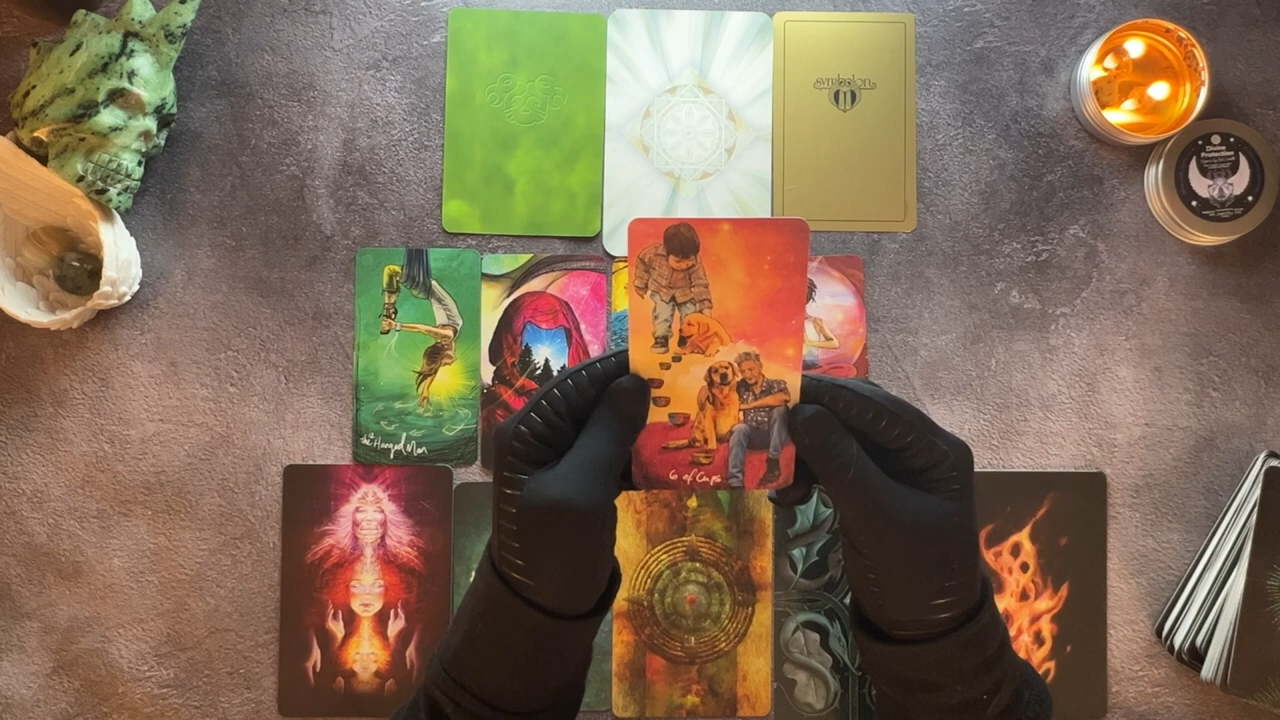 symbolon
Divine
Protection
the Hanged Man
6 of Cups